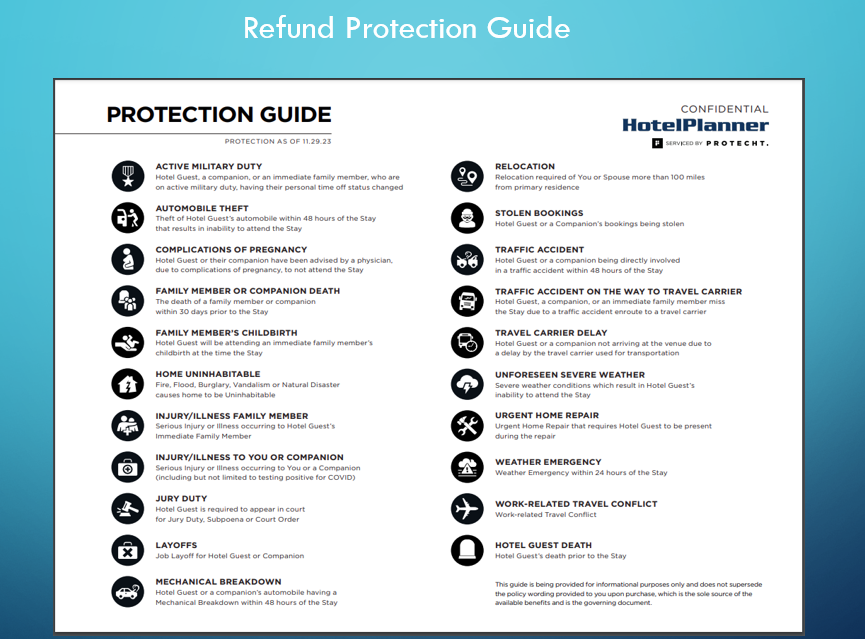 Refund Protection Guide
PROTECTION GUIDE
PROTECTION AS OF 11.29.23
CONFIDENTIAL
HotelPlanner
SERVICED BY PROTECHT.
ACTIVE MILITARY DUTY
Hotel Guest, a companion, or an immediate family member, who are
on active military duty, having their personal time off status changed
AUTOMOBILE THEFT
Theft of Hotel Guest's automobile within 48 hours of the Stay
that results in inability to attend the Stay
COMPLICATIONS OF PREGNANCY
Hotel Guest or their companion have been advised by a physician,
due to complications of pregnancy, to not attend the Stay
FAMILY MEMBER OR COMPANION DEATH
The death of a family member or companion
within 30 days prior to the Stay
FAMILY MEMBER'S CHILDBIRTH
Hotel Guest will be attending an immediate family member's
childbirth at the time the Stay
HOME UNINHABITABLE
Fire, Flood, Burglary, Vandalism or Natural Disaster
causes home to be Uninhabitable
INJURY/ILLNESS FAMILY MEMBER
Serious Injury or Illness occurring to Hotel Guest's
Immediate Family Member
INJURY/ILLNESS TO YOU OR COMPANION
Serious Injury or Illness occurring to You or a Companion
(including but not limited to testing positive for COVID)
JURY DUTY
Hotel Guest is required to appear in court
for Jury Duty, Subpoena or Court Order
LAYOFFS
Job Layoff for Hotel Guest or Companion
MECHANICAL BREAKDOWN
Hotel Guest or a companion's automobile having a
Mechanical Breakdown within 48 hours of the Stay
RELOCATION
Relocation required of You or Spouse more than 100 miles
from primary residence
STOLEN BOOKINGS
Hotel Guest or a Companion's bookings being stolen
TRAFFIC ACCIDENT
Hotel Guest or a companion being directly involved
in a traffic accident within 48 hours of the Stay
TRAFFIC ACCIDENT ON THE WAY TO TRAVEL CARRIER
Hotel Guest, a companion, or an immediate family member miss
the Stay due to a traffic accident enroute to a travel carrier
TRAVEL CARRIER DELAY
Hotel Guest or a companion not arriving at the venue due to
a delay by the travel carrier used for transportation
UNFORESEEN SEVERE WEATHER
Severe weather conditions which result in Hotel Guest's
inability to attend the Stay
URGENT HOME REPAIR
Urgent Home Repair that requires Hotel Guest to be present
during the repair
WEATHER EMERGENCY
Weather Emergency within 24 hours of the Stay
WORK-RELATED TRAVEL CONFLICT
Work-related Travel Conflict
HOTEL GUEST DEATH
Hotel Guest's death prior to the Stay
This guide is being provided for informational purposes only and does not supersede
the policy wording provided to you upon purchase, which is the sole source of the
available benefits and is the governing document.